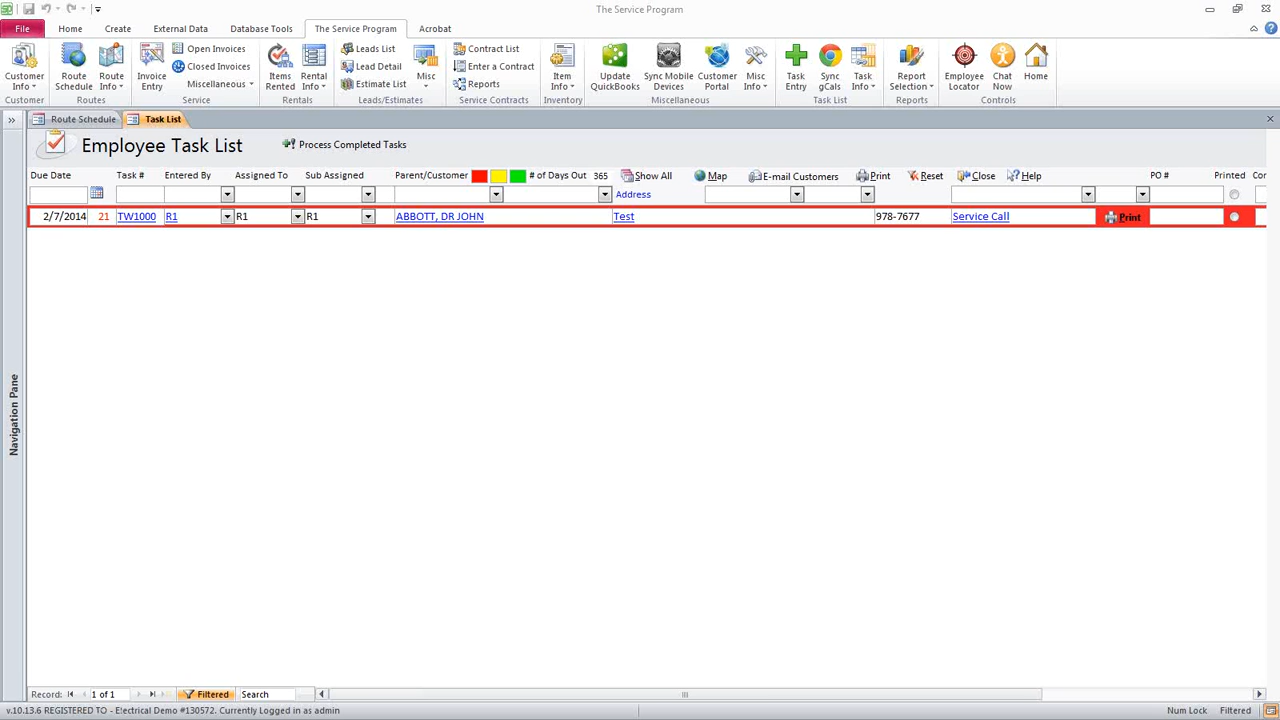 The Service Program
File Home Create External Data Database Tools The Service Program Acrobat
Customer Info Route Schedule Route Info Invoice Entry Open Invoices Closed Invoices Miscellaneous Items Rented Rental Info Leads List Lead Detail Estimate List Misc Contract List Enter a Contract Reports Item Info Update QuickBooks Sync Mobile Devices Customer Portal Misc Info Task Entry Sync gCals Task Info Report Selection Employee Locator Chat Now Home
Customer Routes Service Rentals Leads/Estimates Service Contracts Inventory Miscellaneous Task List Reports Controls
Route Schedule Task List
Employee Task List Process Completed Tasks
Due Date Task # Entered By Assigned To Sub Assigned Parent/Customer # of Days Out 365 Show All Map E-mail Customers Print Reset Close Help PO # Printed Co
Address
2/7/2014 21 TW1000 R1 R1 R1 ABBOTT, DR JOHN Test 978-7677 Service Call Print
Navigation Pane
Record: 1 of 1 Filtered Search
v.10.13.6 REGISTERED TO - Electrical Demo #130572. Currently Logged in as admin Num Lock Filtered